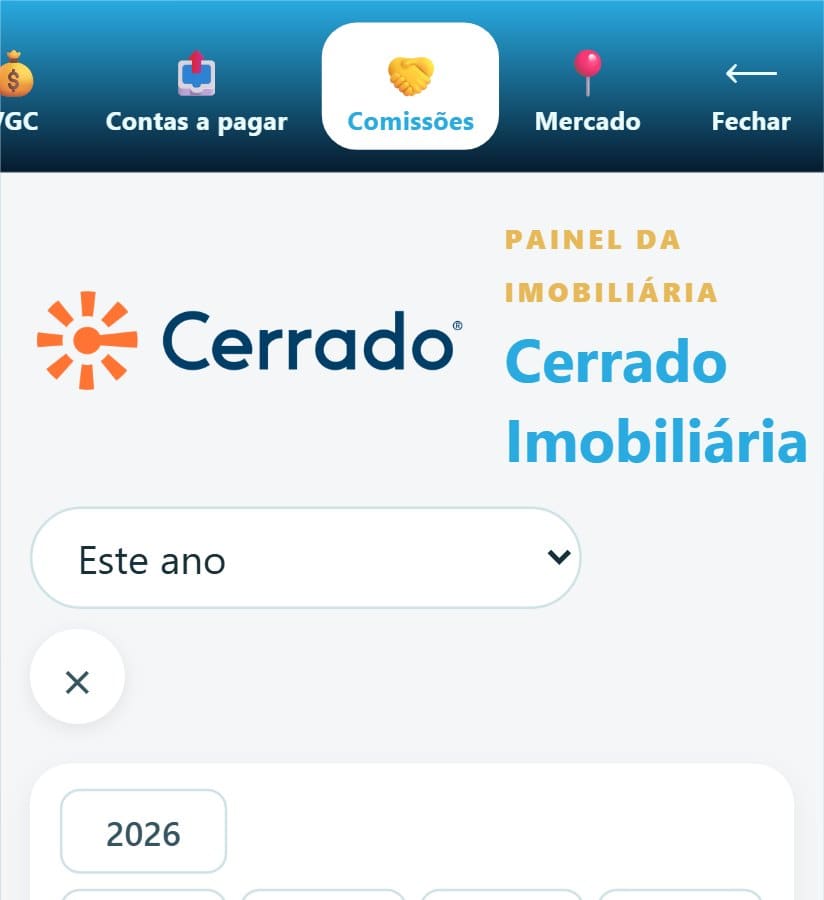 VGC
Contas a pagar
Comissões
Mercado
Fechar
PAINEL DA
IMOBILIÁRIA
Cerrado®
Cerrado
Imobiliária
Este ano
2026